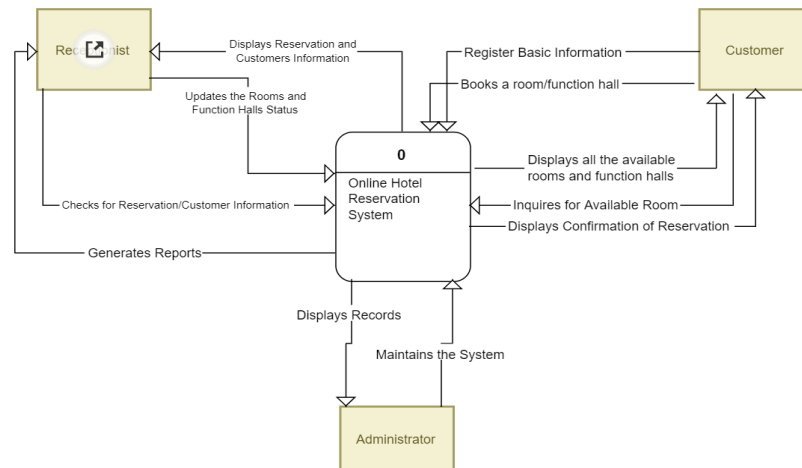 Displays Reservation and
Customers Information
Register Basic Information
Customer
Books a room/function hall
Updates the Rooms and
Function Halls Status
0
Online Hotel
Reservation
System
Displays all the available
rooms and function halls
Checks for Reservation/Customer Information
Inquires for Available Room
Displays Confirmation of Reservation
Generates Reports
Displays Records
Maintains the System
Administrator